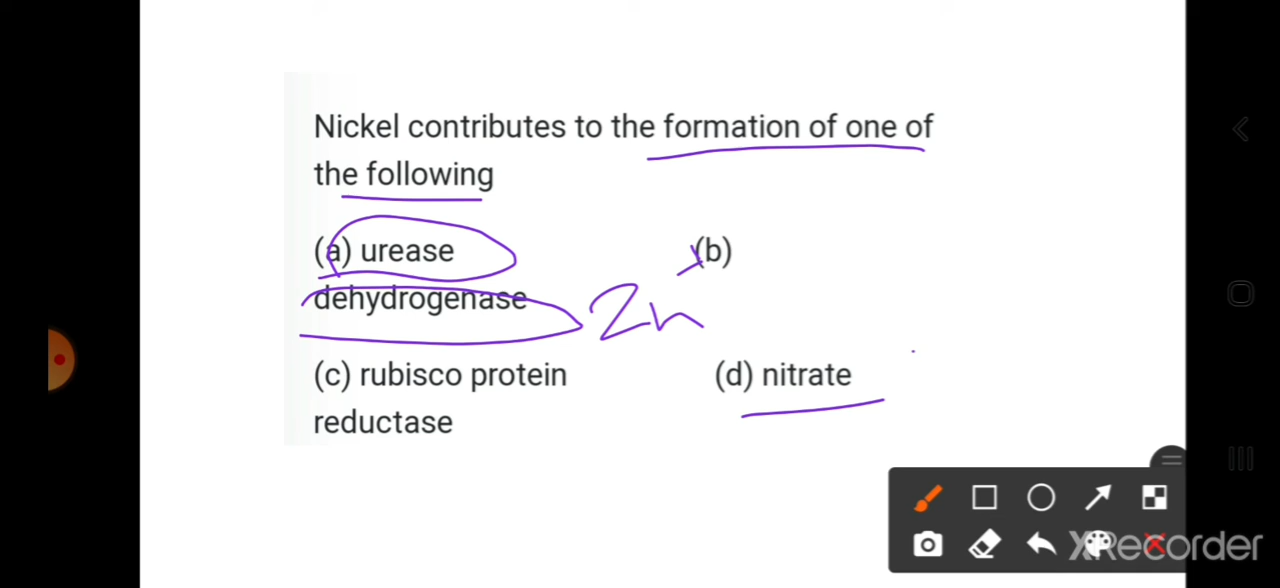 Nickel contributes to the formation of one of
the following
(a) urease (b)
dehydrogenase Zn
(c) rubisco protein (d) nitrate
reductase
XRecorder